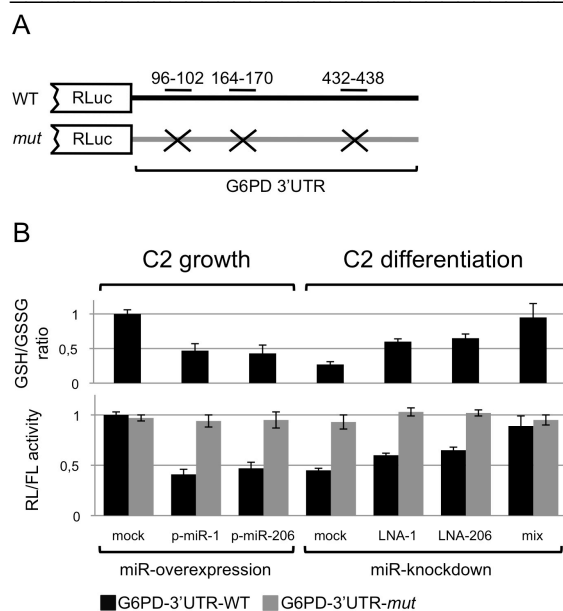 A
96-102 164-170 432-438
WT RLuc
mut RLuc
G6PD 3'UTR
B
C2 growth C2 differentiation
GSH/GSSG ratio
1
0,5
0
RL/FL activity
1
0,5
0
mock p-miR-1 p-miR-206 mock LNA-1 LNA-206 mix
miR-overexpression miR-knockdown
G6PD-3'UTR-WT G6PD-3'UTR-mut